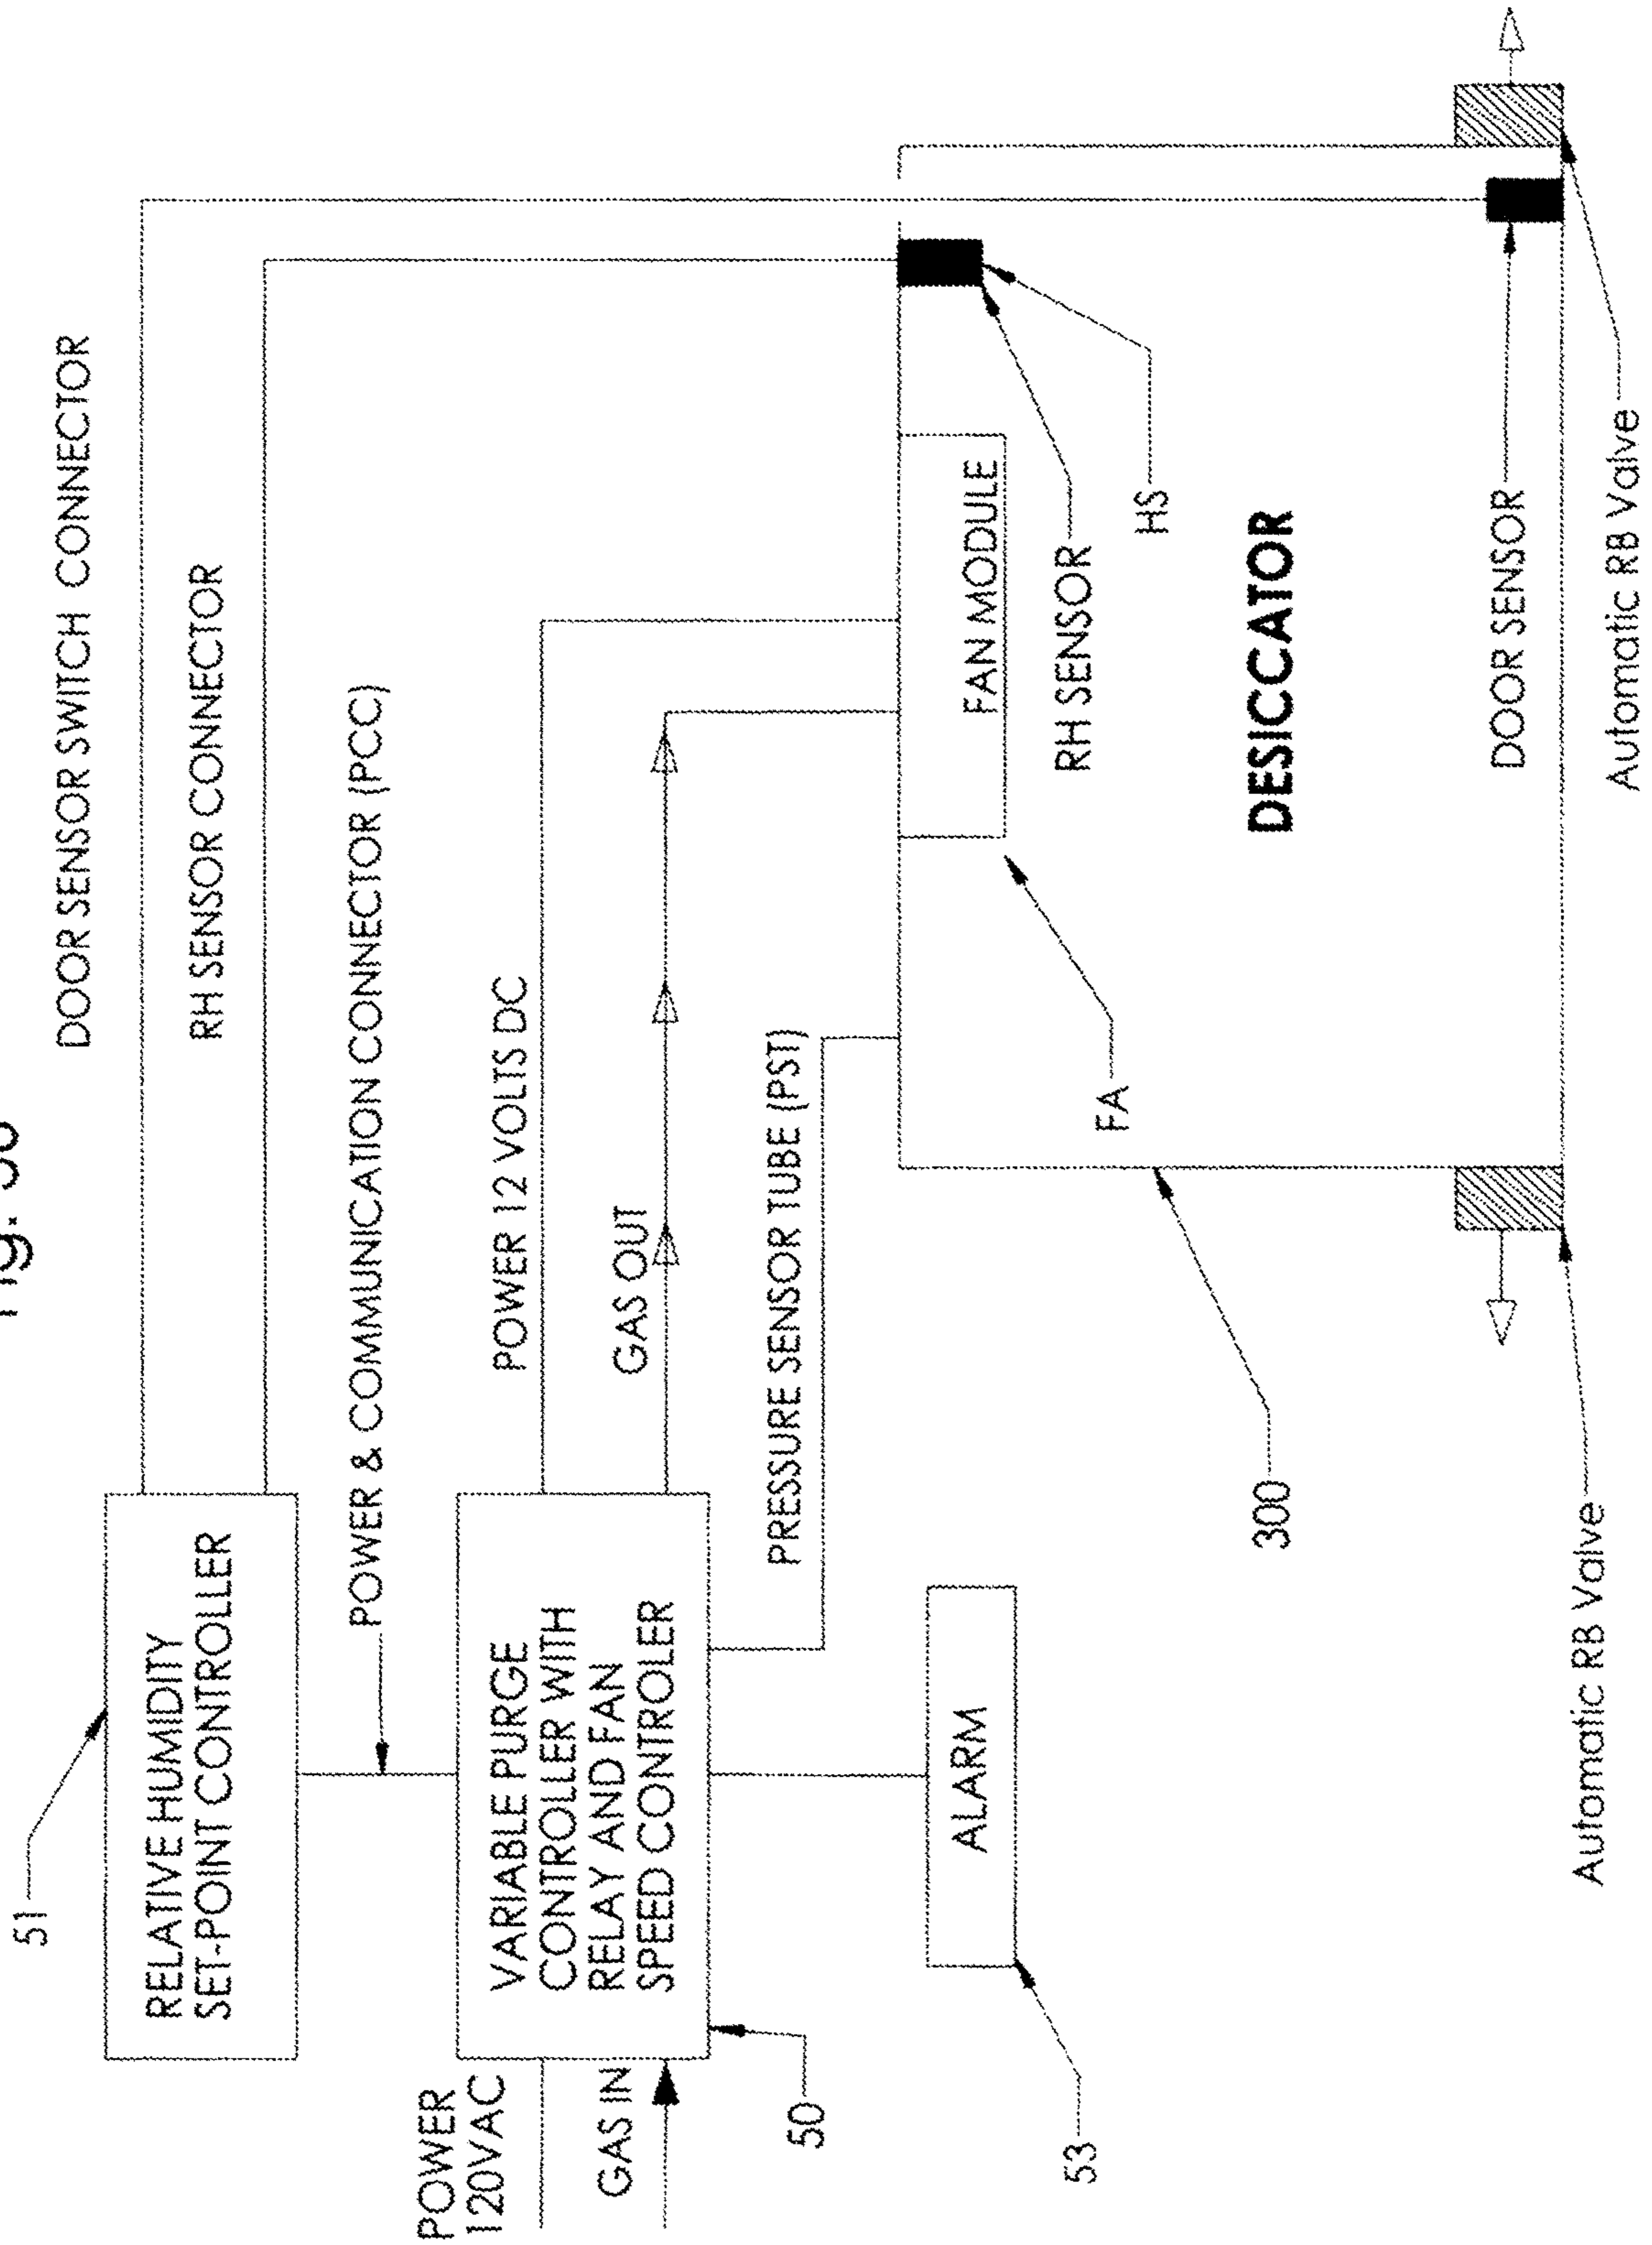 Fig.
51
DOOR SENSOR SWITCH CONNECTOR
RELATIVE HUMIDITY
SET-POINT CONTROLLER
RH SENSOR CONNECTOR
POWER & COMMUNICATION CONNECTOR (PCC)
POWER
120VAC
VARIABLE PURGE
CONTROLLER WITH
RELAY AND FAN
SPEED CONTROLER
POWER 12 VOLTS DC
GAS IN
GAS OUT
PRESSURE SENSOR TUBE (PST)
50
FAN MODULE
ALARM
53
FA
RH SENSOR
HS
300
DESICCATOR
DOOR SENSOR
Automatic RB Valve
Automatic RB Valve